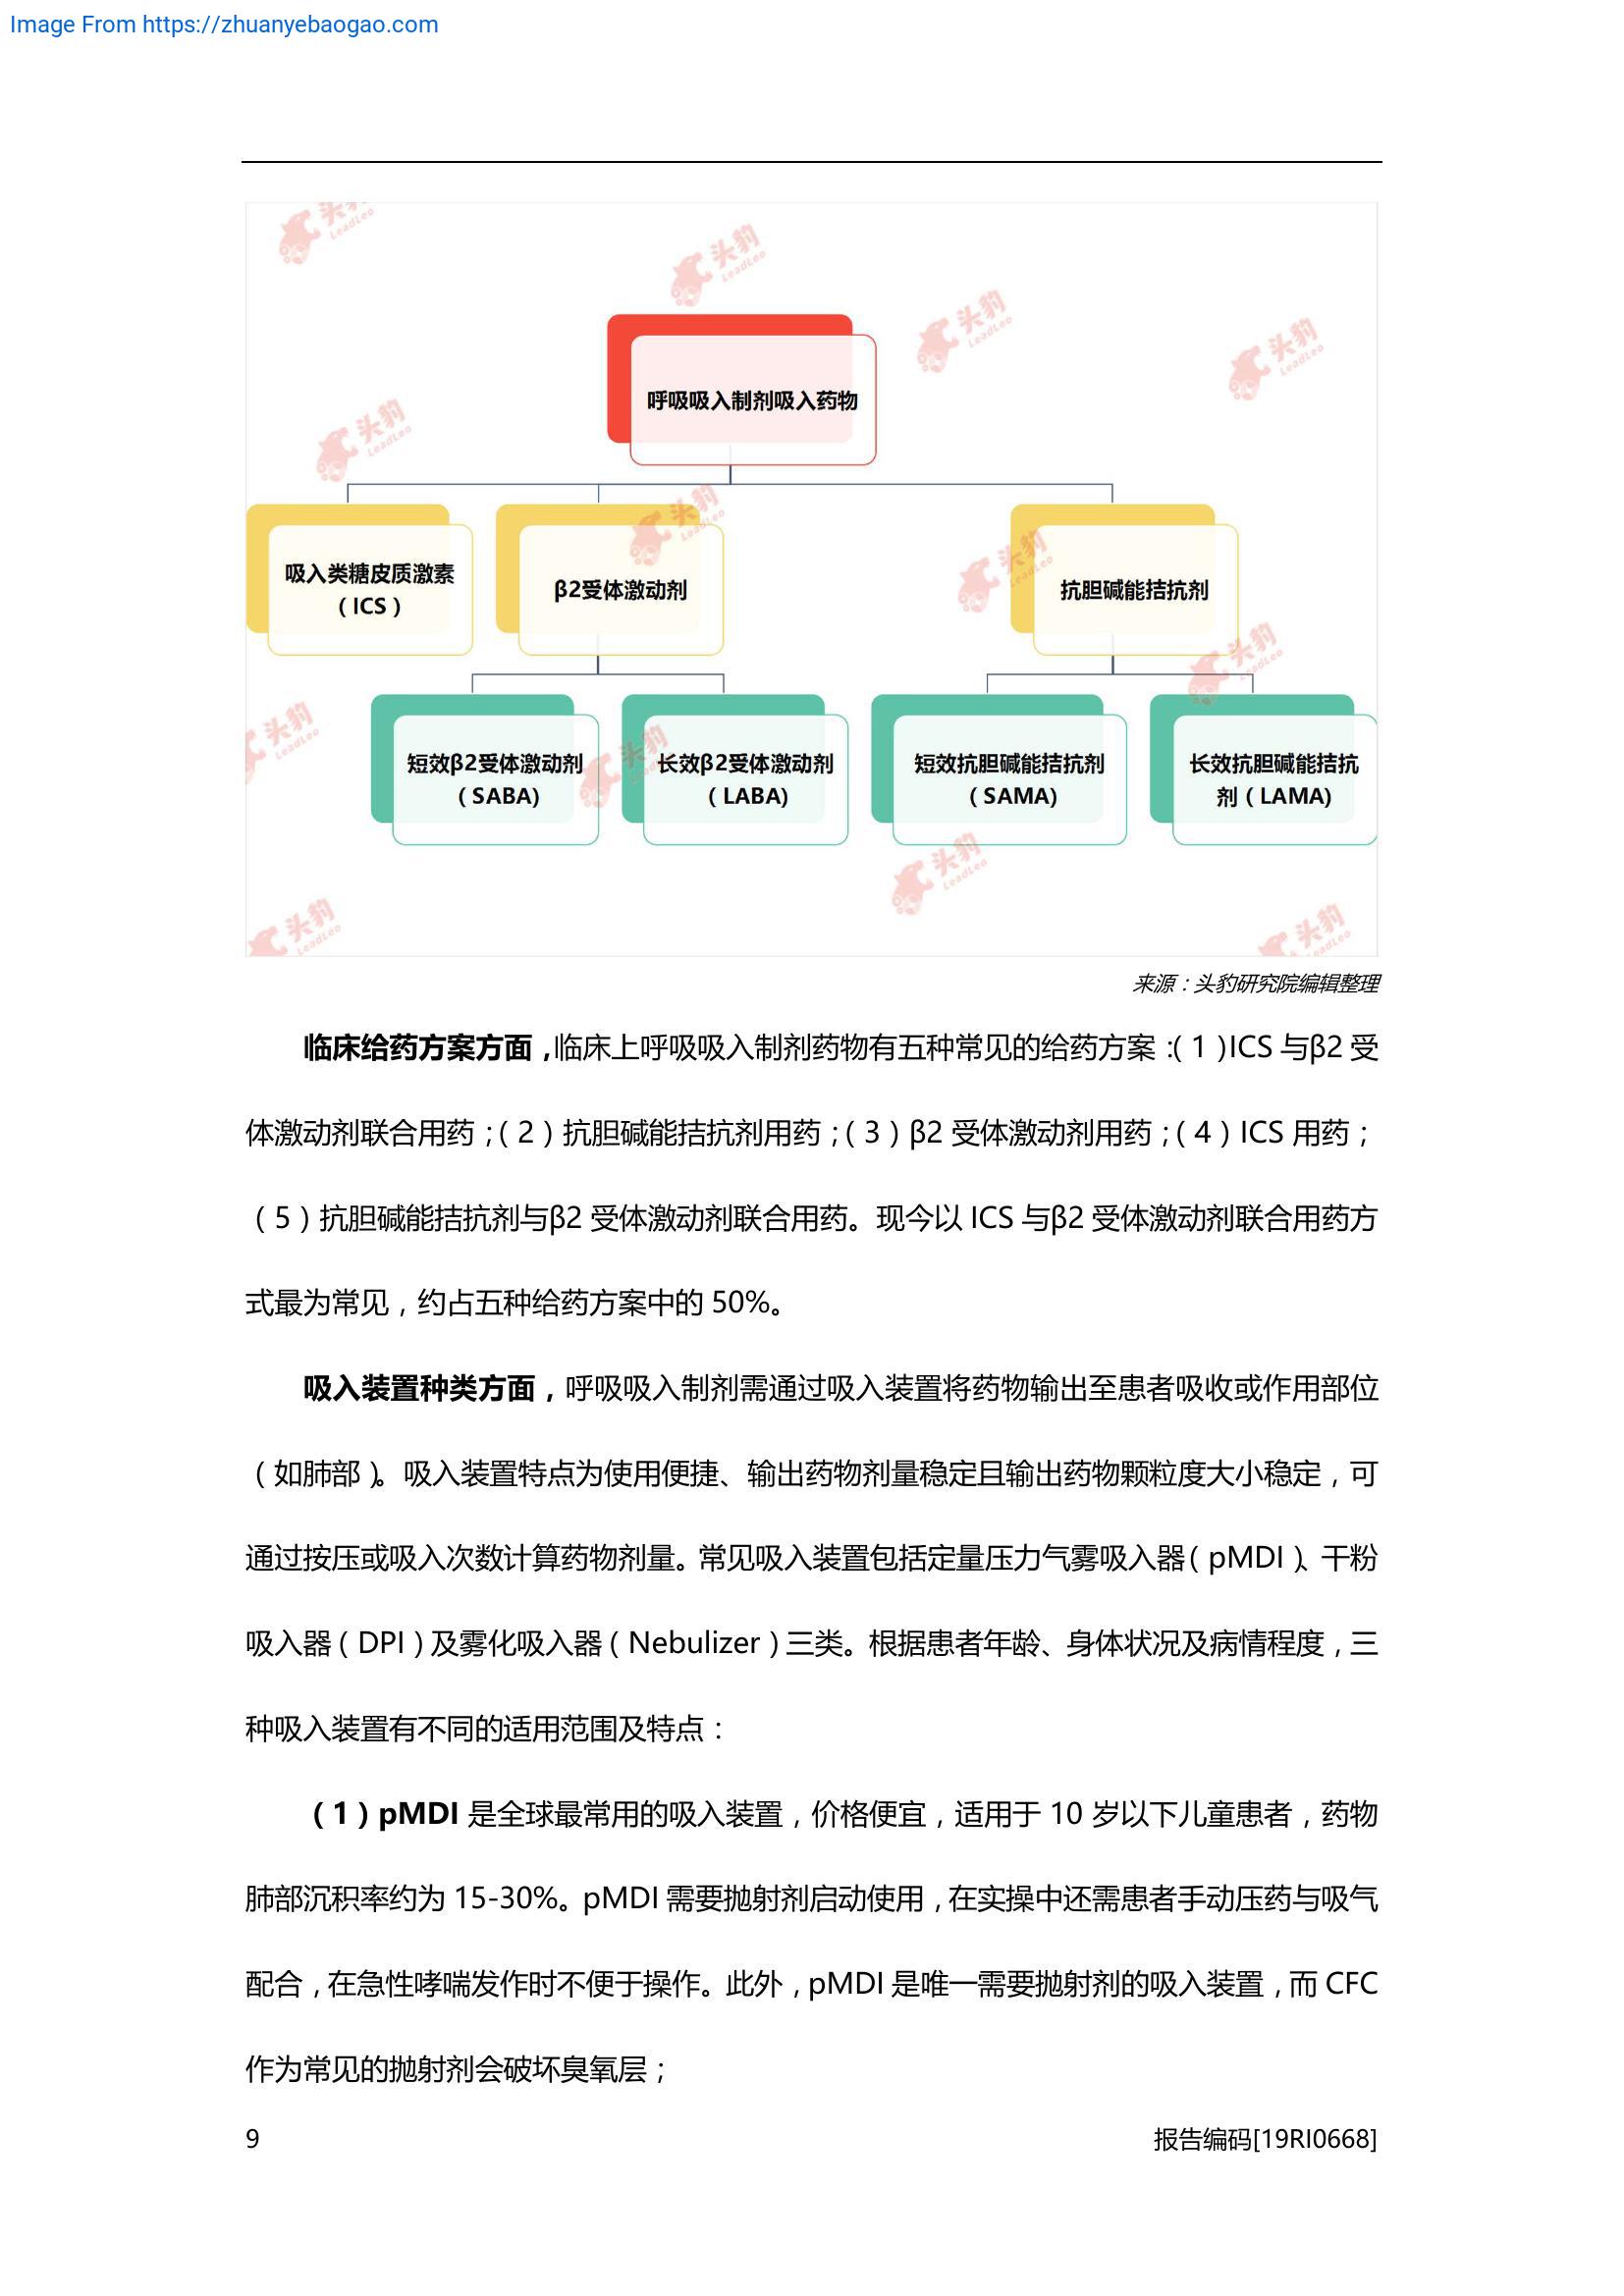 Image From https://zhuanyebaogao.com
头豹
LeadLeo
呼吸吸入制剂吸入药物
吸入类糖皮质激素
（ICS）
β2受体激动剂
抗胆碱能拮抗剂
短效β2受体激动剂
（SABA)
长效β2受体激动剂
（LABA)
短效抗胆碱能拮抗剂
（SAMA)
长效抗胆碱能拮抗
剂（LAMA)
来源：头豹研究院编辑整理
临床给药方案方面，临床上呼吸吸入制剂药物有五种常见的给药方案：（1）ICS 与β2 受
体激动剂联合用药；（2）抗胆碱能拮抗剂用药；（3）β2 受体激动剂用药；（4）ICS 用药；
（5）抗胆碱能拮抗剂与β2 受体激动剂联合用药。现今以 ICS 与β2 受体激动剂联合用药方
式最为常见，约占五种给药方案中的 50%。
吸入装置种类方面，呼吸吸入制剂需通过吸入装置将药物输出至患者吸收或作用部位
（如肺部）。吸入装置特点为使用便捷、输出药物剂量稳定且输出药物颗粒度大小稳定，可
通过按压或吸入次数计算药物剂量。常见吸入装置包括定量压力气雾吸入器（pMDI）、干粉
吸入器（DPI）及雾化吸入器（Nebulizer）三类。根据患者年龄、身体状况及病情程度，三
种吸入装置有不同的适用范围及特点：
（1）pMDI 是全球最常用的吸入装置，价格便宜，适用于 10 岁以下儿童患者，药物
肺部沉积率约为 15-30%。pMDI 需要抛射剂启动使用，在实操中还需患者手动压药与吸气
配合，在急性哮喘发作时不便于操作。此外，pMDI 是唯一需要抛射剂的吸入装置，而 CFC
作为常见的抛射剂会破坏臭氧层；
9
报告编码[19RI0668]